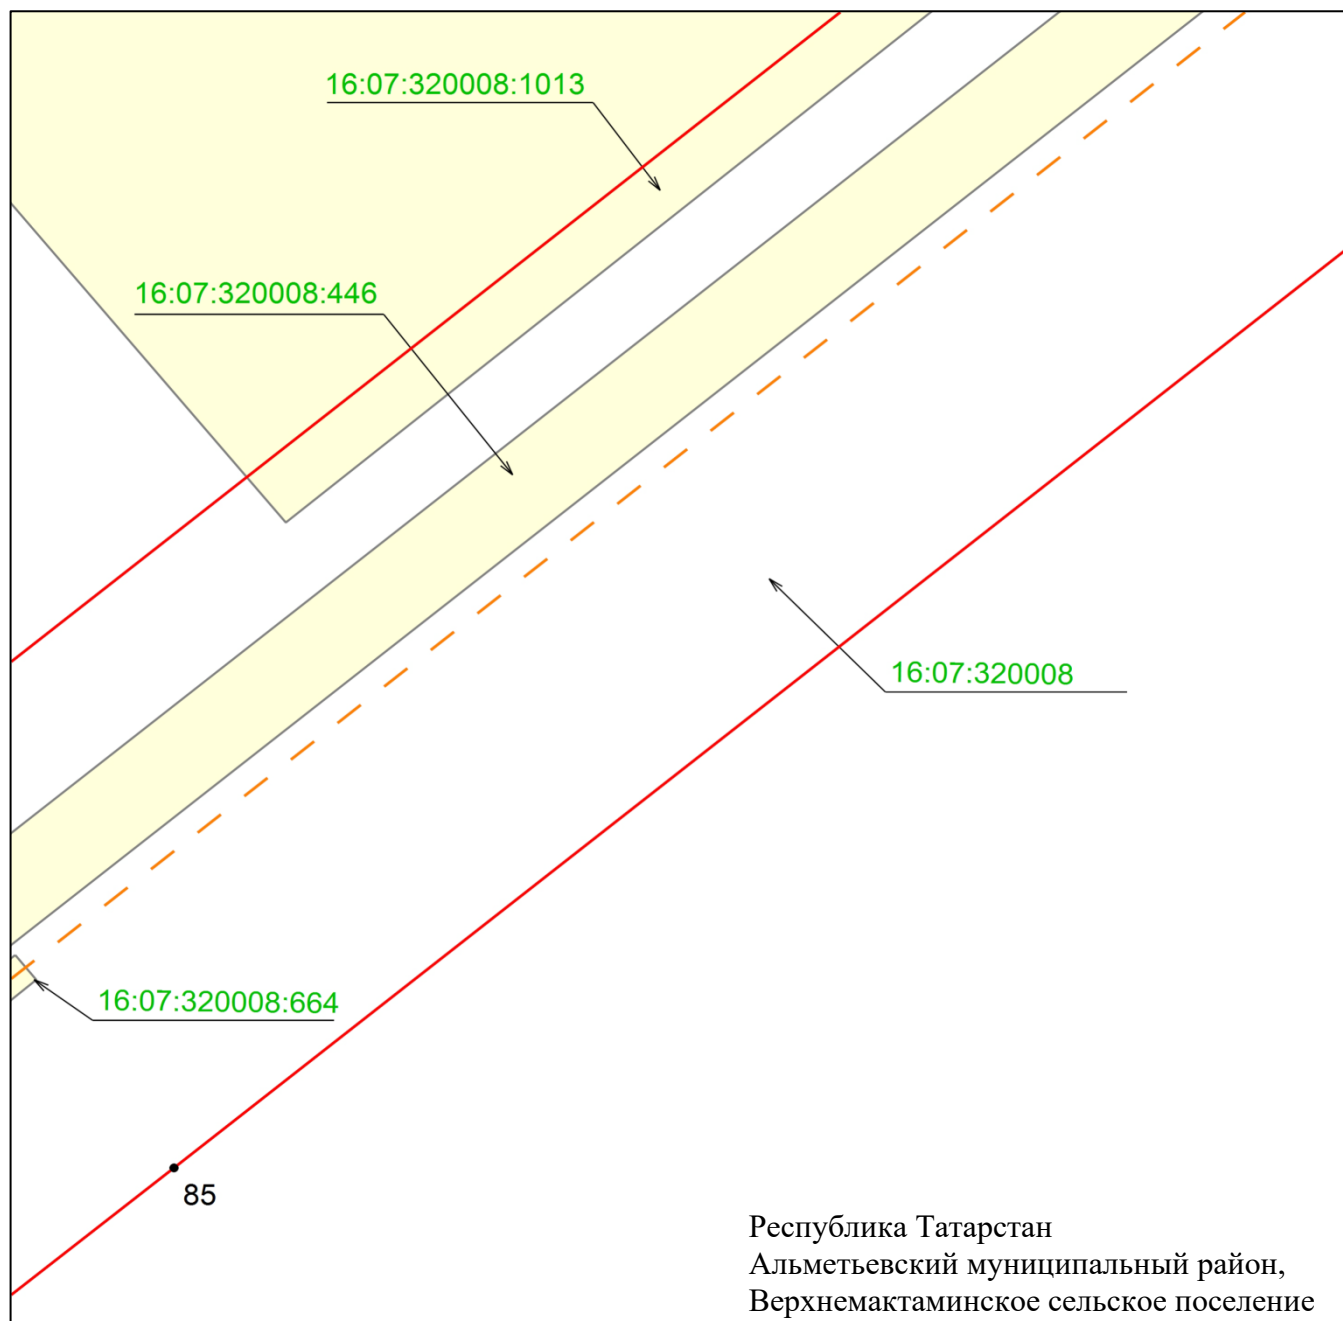 16:07:320008:1013
16:07:320008:446
16:07:320008
16:07:320008:664
85
Республика Татарстан
Альметьевский муниципальный район,
Верхнемактаминское сельское поселение